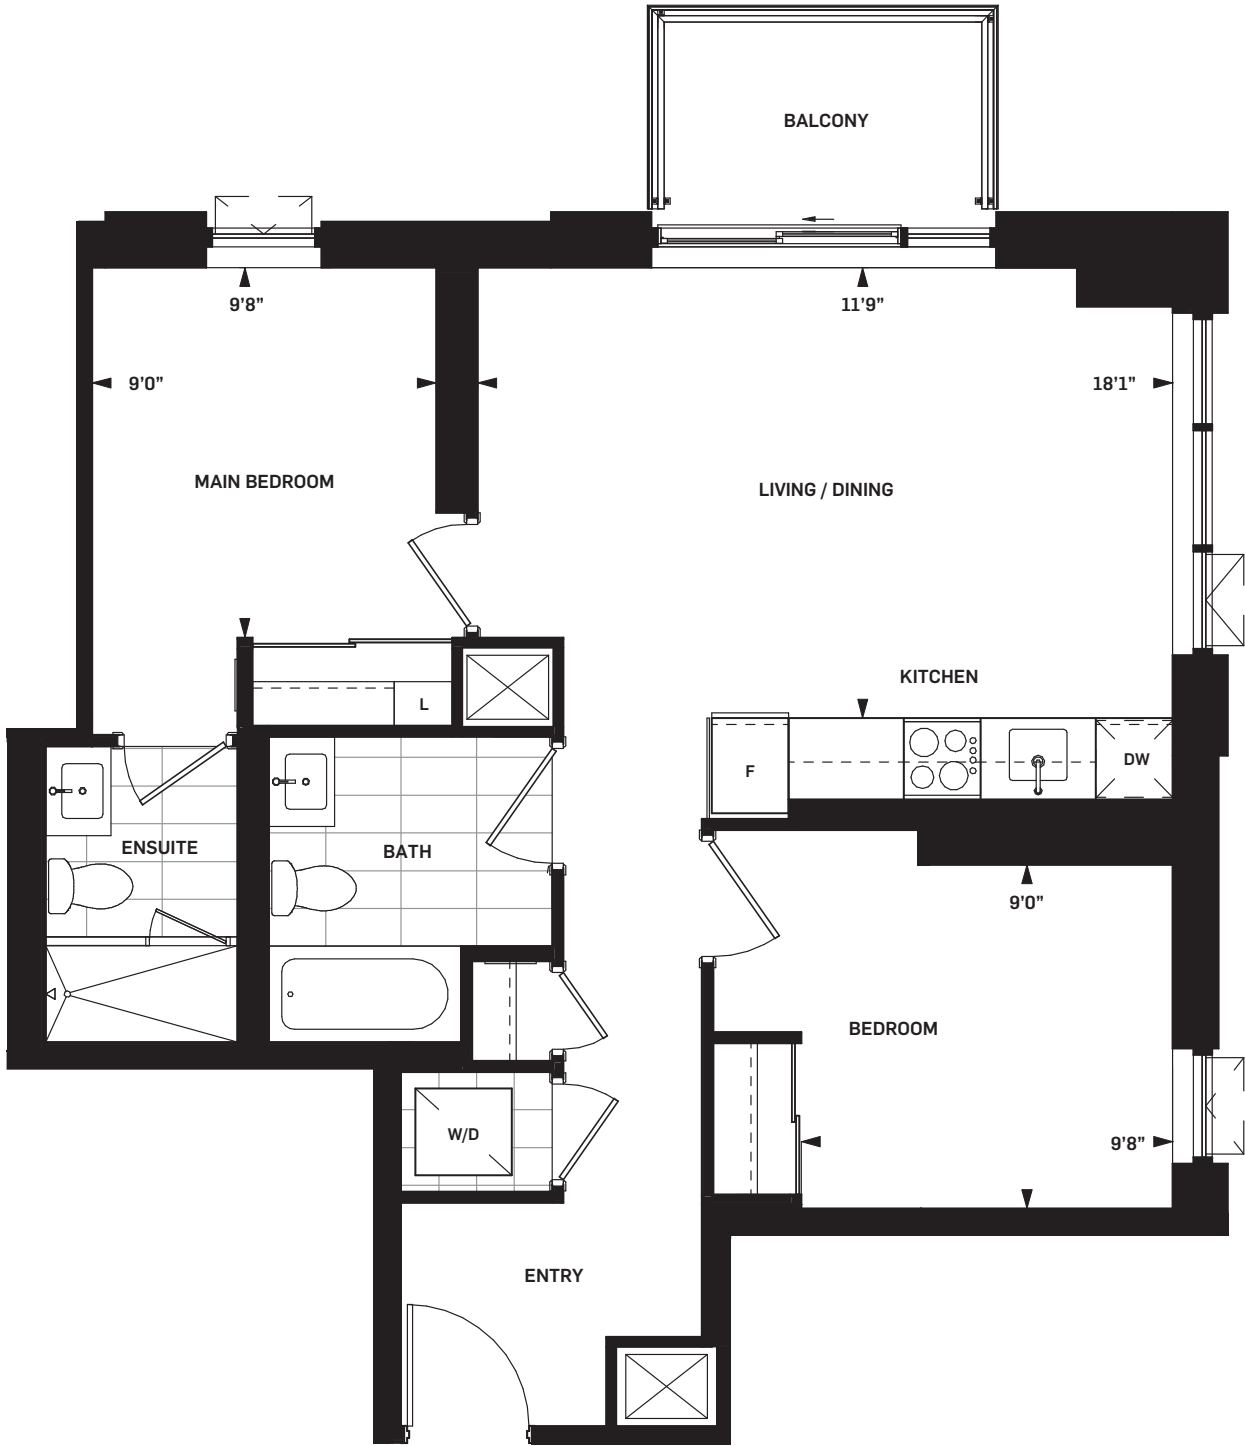 BALCONY
9'8"
11'9"
9'0"
18'1"
MAIN BEDROOM
LIVING / DINING
KITCHEN
L
F
DW
ENSUITE
BATH
9'0"
BEDROOM
W/D
9'8"
ENTRY